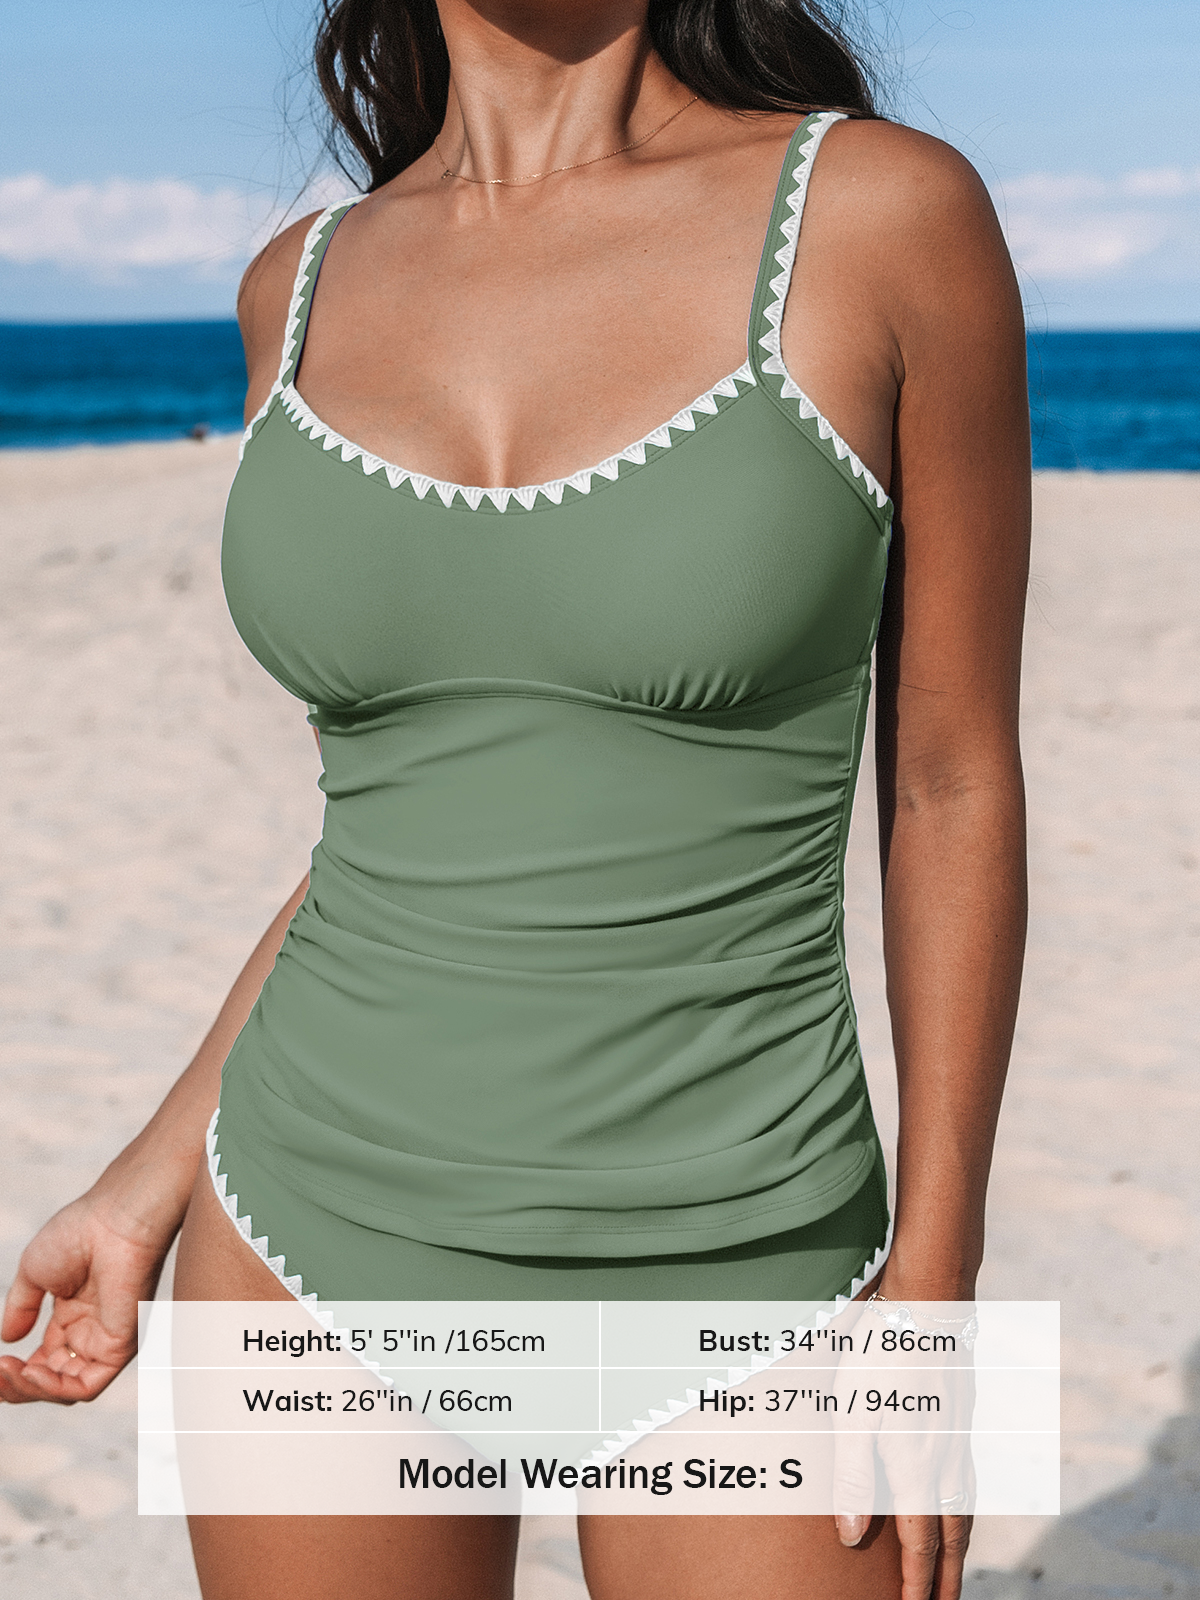 Height: 5' 5''in /165cm
Bust: 34''in / 86cm
Waist: 26''in / 66cm
Hip: 37''in / 94cm
Model Wearing Size: S